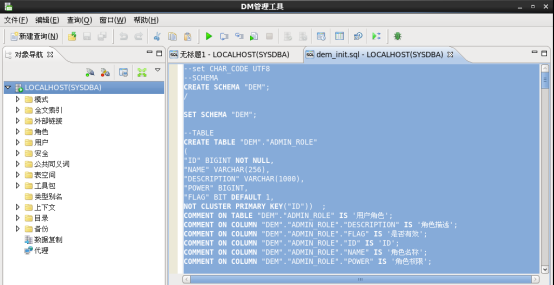 DM管理工具
文件(F) 编辑(E) 查询(Q) 窗口(W) 帮助(H)
新建查询(N)
对象导航
无标题1 - LOCALHOST(SYSDBA) dem_init.sql - LOCALHOST(SYSDBA)
LOCALHOST(SYSDBA)
模式
全文索引
外部链接
角色
用户
安全
公共同义词
表空间
工具包
类型别名
上下文
目录
备份
数据复制
代理
--set CHAR_CODE UTF8
--SCHEMA
CREATE SCHEMA "DEM";
/
SET SCHEMA "DEM";
--TABLE
CREATE TABLE "DEM"."ADMIN_ROLE"
(
"ID" BIGINT NOT NULL,
"NAME" VARCHAR(256),
"DESCRIPTION" VARCHAR(1000),
"POWER" BIGINT,
"FLAG" BIT DEFAULT 1,
NOT CLUSTER PRIMARY KEY("ID")) ;
COMMENT ON TABLE "DEM"."ADMIN_ROLE" IS '用户角色';
COMMENT ON COLUMN "DEM"."ADMIN_ROLE"."DESCRIPTION" IS '角色描述';
COMMENT ON COLUMN "DEM"."ADMIN_ROLE"."FLAG" IS '是否有效';
COMMENT ON COLUMN "DEM"."ADMIN_ROLE"."ID" IS 'ID';
COMMENT ON COLUMN "DEM"."ADMIN_ROLE"."NAME" IS '角色名称';
COMMENT ON COLUMN "DEM"."ADMIN_ROLE"."POWER" IS '角色权限';